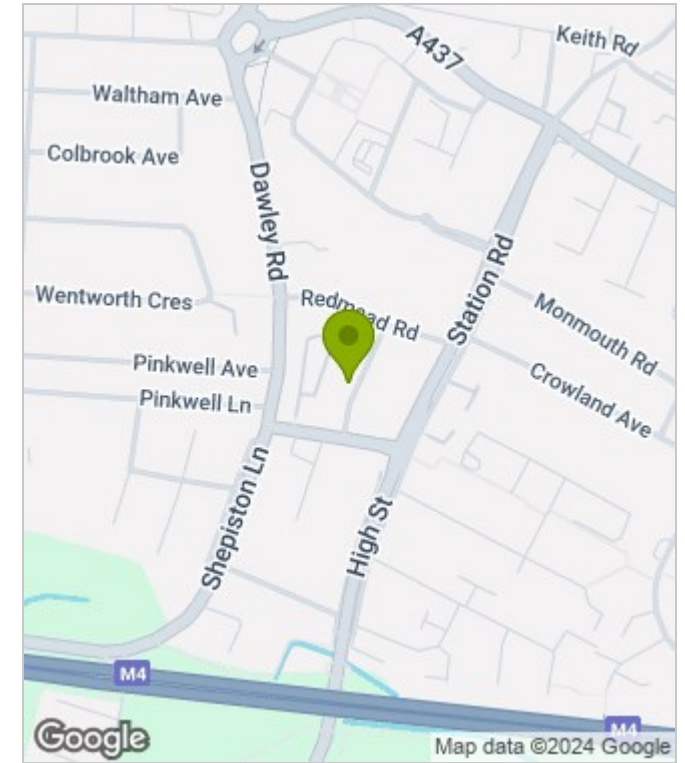 A437
Keith Rd
Waltham Ave
Colbrook Ave
Dawley Rd
Station Rd
Wentworth Cres
Redmead Rd
Monmouth Rd
Pinkwell Ave
Crowland Ave
Pinkwell Ln
Shepiston Ln
High St
M4
M4
Google
Map data ©2024 Google